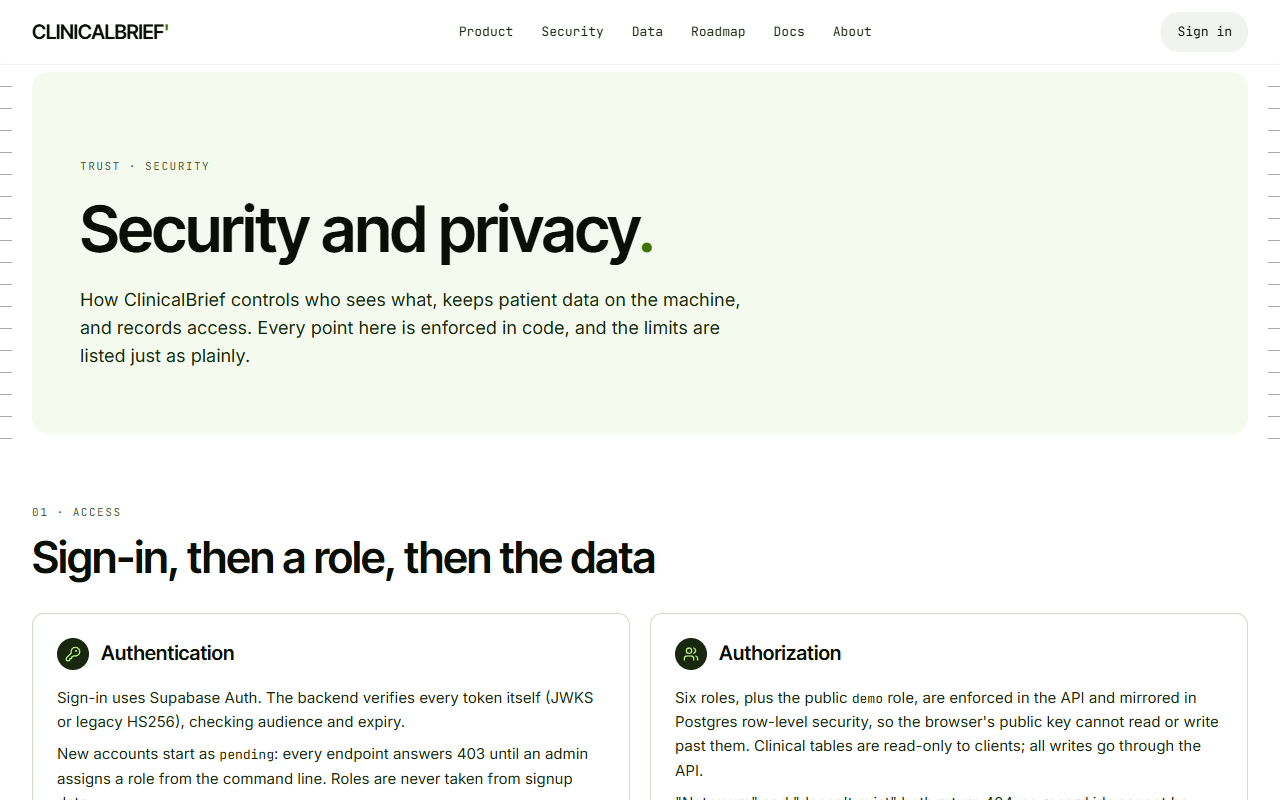 CLINICALBRIEF'
Product
Security
Data
Roadmap
Docs
About
Sign in
TRUST · SECURITY
Security and privacy.
How ClinicalBrief controls who sees what, keeps patient data on the machine,
and records access. Every point here is enforced in code, and the limits are
listed just as plainly.
01 · ACCESS
Sign-in, then a role, then the data
Authentication
Sign-in uses Supabase Auth. The backend verifies every token itself (JWKS
or legacy HS256), checking audience and expiry.
New accounts start as pending: every endpoint answers 403 until an admin
assigns a role from the command line. Roles are never taken from signup
Authorization
Six roles, plus the public demo role, are enforced in the API and mirrored in
Postgres row-level security, so the browser's public key cannot read or write
past them. Clinical tables are read-only to clients; all writes go through the
API.